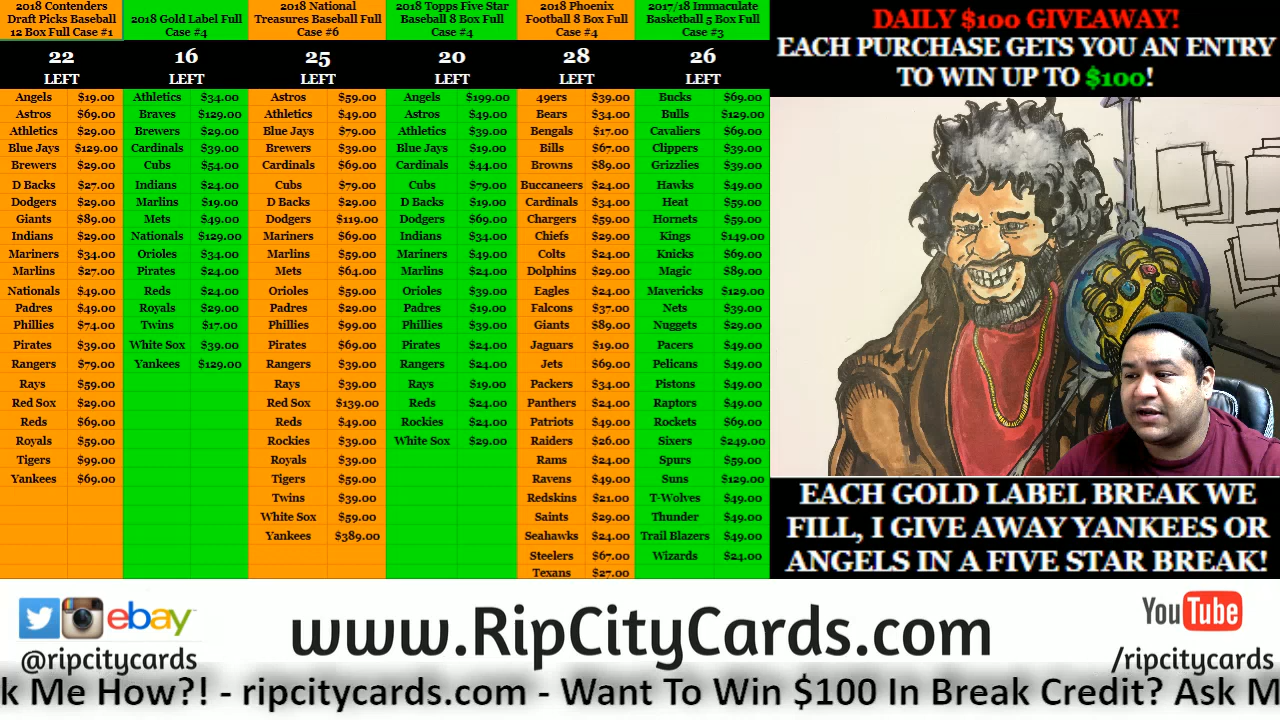 2018 Contenders Draft Picks Baseball 12 Box Full Case #1
22
LEFT
Angels $19.00
Astros $69.00
Athletics $29.00
Blue Jays $129.00
Brewers $29.00
D Backs $27.00
Dodgers $29.00
Giants $89.00
Indians $29.00
Mariners $34.00
Marlins $27.00
Nationals $49.00
Padres $49.00
Phillies $74.00
Pirates $39.00
Rangers $79.00
Rays $59.00
Red Sox $29.00
Reds $69.00
Royals $59.00
Tigers $99.00
Yankees $69.00
2018 Gold Label Full Case #4
16
LEFT
Athletics $34.00
Braves $129.00
Brewers $29.00
Cardinals $39.00
Cubs $54.00
Indians $24.00
Marlins $19.00
Mets $49.00
Nationals $129.00
Orioles $34.00
Pirates $24.00
Reds $24.00
Royals $29.00
Twins $17.00
White Sox $39.00
Yankees $129.00
2018 National Treasures Baseball Full Case #6
25
LEFT
Astros $59.00
Athletics $49.00
Blue Jays $79.00
Brewers $39.00
Cardinals $69.00
Cubs $79.00
D Backs $29.00
Dodgers $119.00
Mariners $69.00
Marlins $59.00
Mets $64.00
Orioles $59.00
Padres $29.00
Phillies $99.00
Pirates $69.00
Rangers $39.00
Rays $39.00
Red Sox $139.00
Reds $49.00
Rockies $39.00
Royals $39.00
Tigers $59.00
Twins $39.00
White Sox $59.00
Yankees $389.00
2018 Topps Five Star Baseball 8 Box Full Case #4
20
LEFT
Angels $199.00
Astros $49.00
Athletics $39.00
Blue Jays $19.00
Cardinals $44.00
Cubs $79.00
D Backs $19.00
Dodgers $69.00
Indians $34.00
Mariners $49.00
Marlins $24.00
Orioles $39.00
Padres $19.00
Phillies $39.00
Pirates $24.00
Rangers $24.00
Rays $19.00
Reds $24.00
Rockies $24.00
White Sox $29.00
2018 Phoenix Football 8 Box Full Case #4
28
LEFT
49ers $39.00
Bears $34.00
Bengals $17.00
Bills $67.00
Browns $89.00
Buccaneers $24.00
Cardinals $34.00
Chargers $59.00
Chiefs $29.00
Colts $24.00
Dolphins $29.00
Eagles $24.00
Falcons $37.00
Giants $89.00
Jaguars $19.00
Jets $69.00
Packers $34.00
Panthers $24.00
Patriots $49.00
Raiders $26.00
Rams $24.00
Ravens $49.00
Redskins $21.00
Saints $29.00
Seahawks $24.00
Steelers $67.00
Texans $27.00
2017/18 Immaculate Basketball 5 Box Full Case #3
26
LEFT
Bucks $69.00
Bulls $129.00
Cavaliers $69.00
Clippers $39.00
Grizzlies $39.00
Hawks $49.00
Heat $59.00
Hornets $59.00
Kings $149.00
Knicks $69.00
Magic $89.00
Mavericks $129.00
Nets $39.00
Nuggets $29.00
Pacers $49.00
Pelicans $49.00
Pistons $49.00
Raptors $49.00
Rockets $69.00
Sixers $249.00
Spurs $59.00
Suns $129.00
T-Wolves $49.00
Thunder $49.00
Trail Blazers $49.00
Wizards $24.00
DAILY $100 GIVEAWAY!
EACH PURCHASE GETS YOU AN ENTRY
TO WIN UP TO $100!
EACH GOLD LABEL BREAK WE
FILL, I GIVE AWAY YANKEES OR
ANGELS IN A FIVE STAR BREAK!
ebay
@ripcitycards
www.RipCityCards.com
YouTube
/ripcitycards
k Me How?! - ripcitycards.com - Want To Win $100 In Break Credit? Ask M